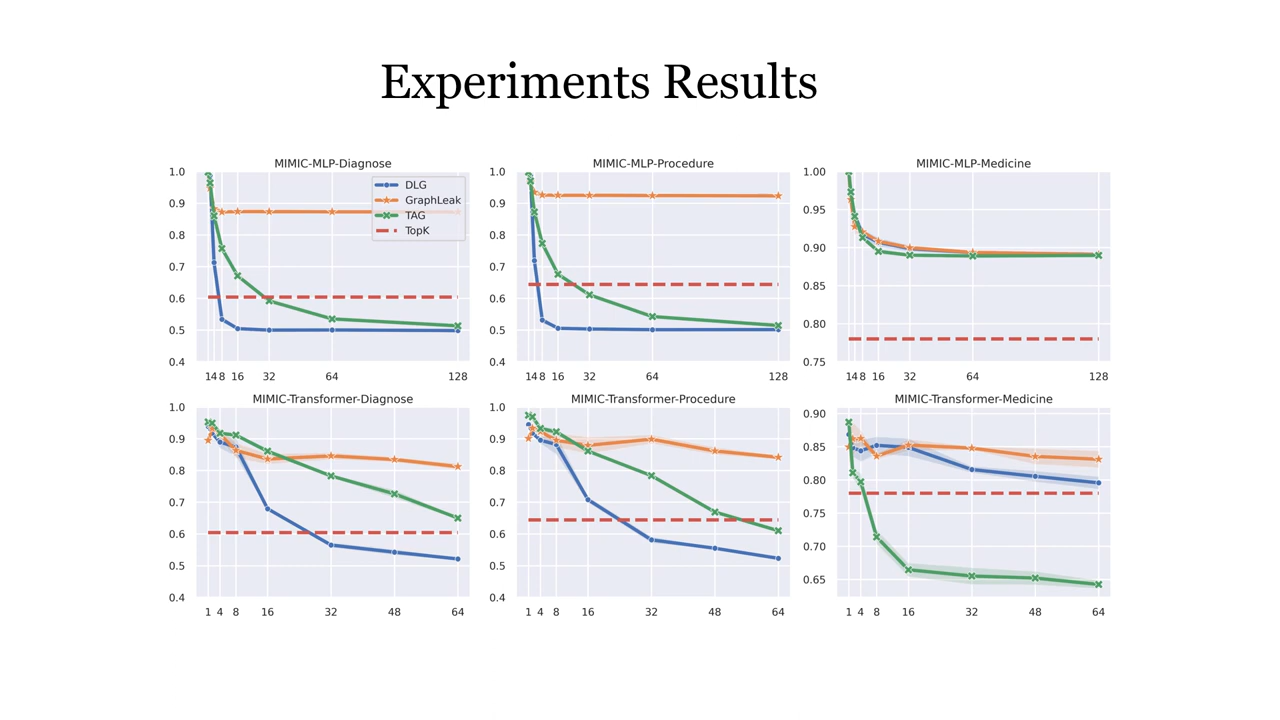 Experiments Results
MIMIC-MLP-Diagnose
1.0
0.9
0.8
0.7
0.6
0.5
0.4
1 4 8 16 32 64 128
DLG
GraphLeak
TAG
TopK
MIMIC-MLP-Procedure
1.0
0.9
0.8
0.7
0.6
0.5
0.4
1 4 8 16 32 64 128
MIMIC-MLP-Medicine
1.00
0.95
0.90
0.85
0.80
0.75
1 4 8 16 32 64 128
MIMIC-Transformer-Diagnose
1.0
0.9
0.8
0.7
0.6
0.5
0.4
1 4 8 16 32 48 64
MIMIC-Transformer-Procedure
1.0
0.9
0.8
0.7
0.6
0.5
0.4
1 4 8 16 32 48 64
MIMIC-Transformer-Medicine
0.90
0.85
0.80
0.75
0.70
0.65
1 4 8 16 32 48 64